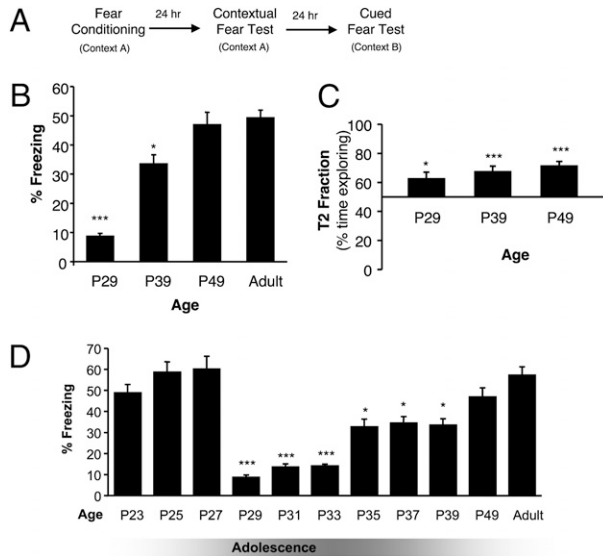 A
Fear Conditioning (Context A)
24 hr
Contextual Fear Test (Context A)
24 hr
Cued Fear Test (Context B)
B
% Freezing
60
50
40
30
20
10
0
***
*
P29 P39 P49 Adult
Age
C
T2 Fraction
(% time exploring)
100
80
60
40
20
0
*
***
***
P29 P39 P49
Age
D
% Freezing
70
60
50
40
30
20
10
0
***
***
***
*
*
*
Age P23 P25 P27 P29 P31 P33 P35 P37 P39 P49 Adult
Adolescence